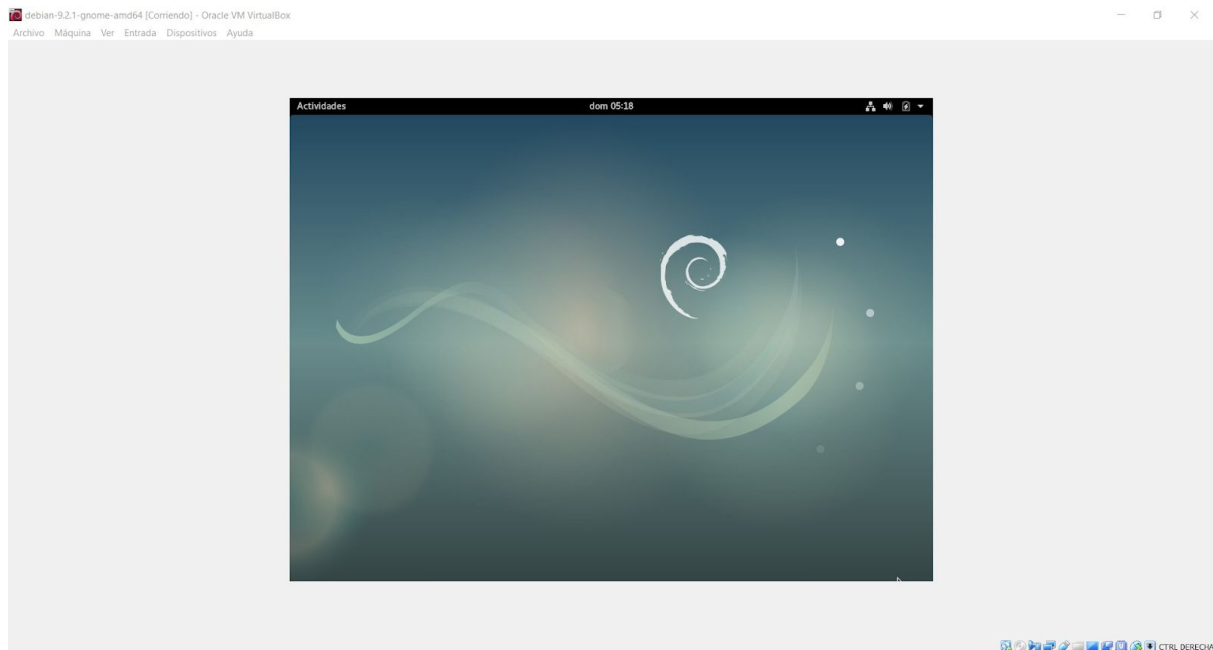 debian-9.2.1-gnome-amd64 [Corriendo] - Oracle VM VirtualBox
Archivo Máquina Ver Entrada Dispositivos Ayuda
Actividades dom 05:18
CTRL DERECHA